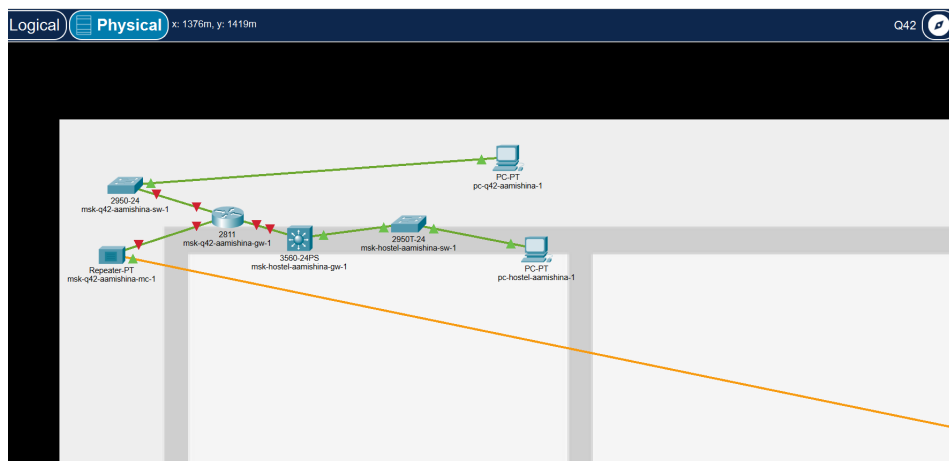 Logical
Physical
x: 1376m, y: 1419m
Q42
PC-PT
pc-q42-aamishina-1
2950-24
msk-q42-aamishina-sw-1
2811
msk-q42-aamishina-gw-1
2950T-24
msk-hostel-aamishina-sw-1
3560-24PS
msk-hostel-aamishina-gw-1
Repeater-PT
msk-q42-aamishina-mc-1
PC-PT
pc-hostel-aamishina-1